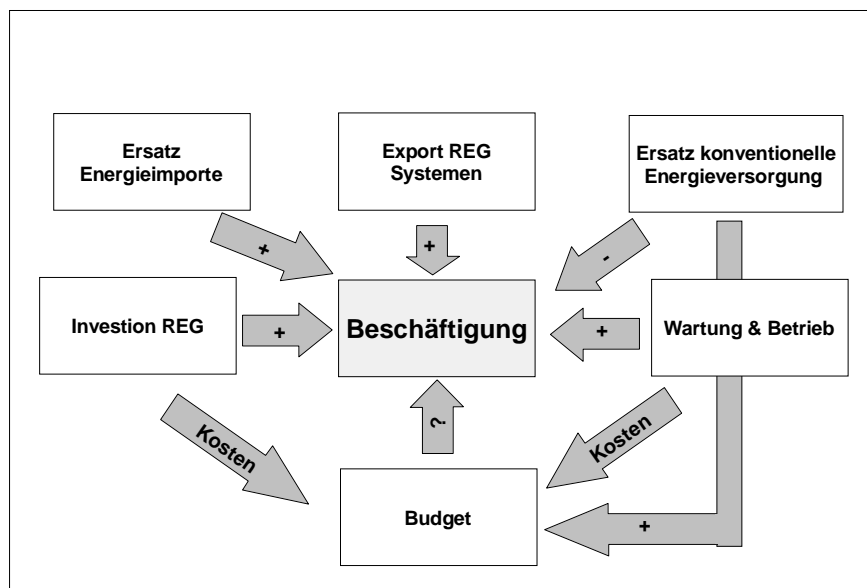 Ersatz
Energieimporte
Export REG
Systemen
Ersatz konventionelle
Energieversorgung
+
+
-
Investion REG
+
Beschäftigung
+
Wartung & Betrieb
Kosten
?
Kosten
Budget
+